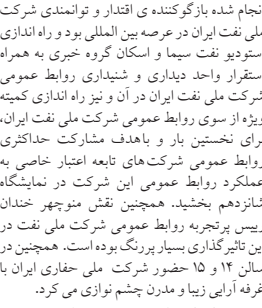 انجام شده بازگوکننده ی اقتدار و توانمندی شرکت
ملی نفت ایران در عرصه بین المللی بود و راه اندازی
ستودیو نفت سیما و اسکان گروه خبری به همراه
ستقرار واحد دیداری و شنیداری روابط عمومی
شرکت ملی نفت ایران در آن و نیز راه اندازی کمیته
ویژه از سوی روابط عمومی شرکت ملی نفت ایران،
برای نخستین بار و باهدف مشارکت حداکثری
روابط عمومی شرکت های تابعه اعتبار خاصی به
عملکرد روابط عمومی این شرکت در نمایشگاه
شانزدهم بخشید. همچنین نقش منوچهر خندان
رییس پرتجربه روابط عمومی شرکت ملی نفت در
ین تاثیرگذاری بسیار پررنگ بوده است. همچنین در
سالن ۱۴ و ۱۵ حضور شرکت ملی حفاری ایران با
غرفه آرایی زیبا و مدرن چشم نوازی می کرد.